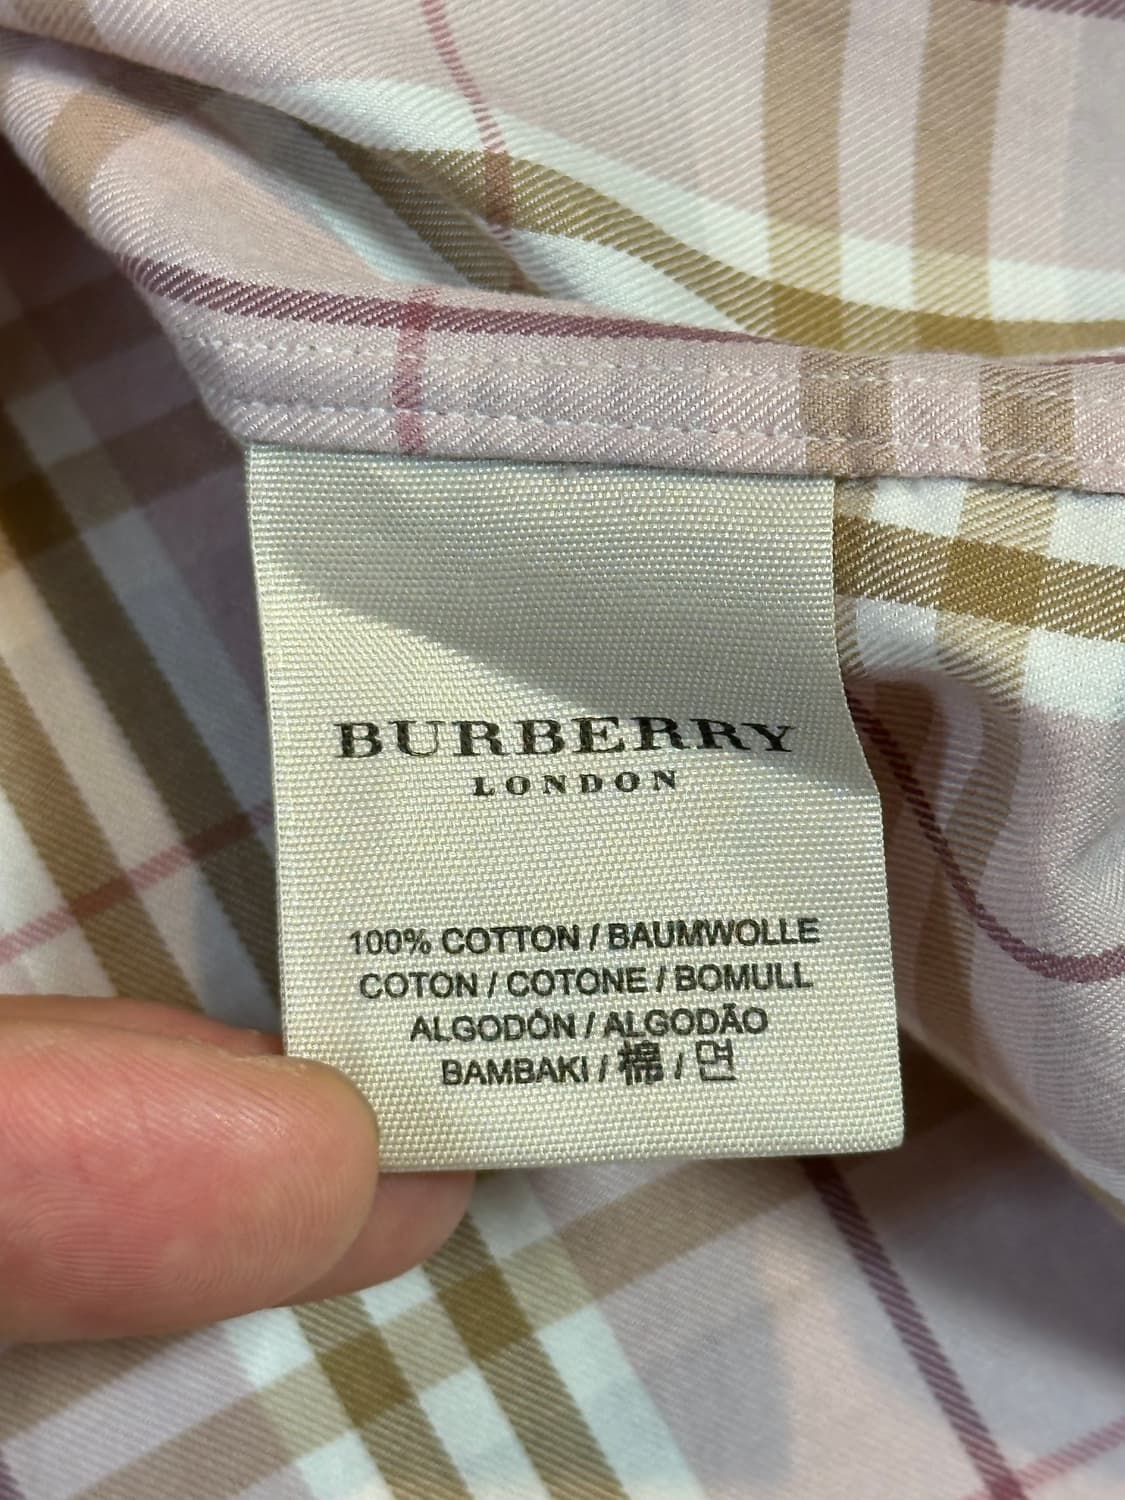 BURBERRY
LONDON
100% COTTON / BAUMWOLLE
COTON / COTONE / BOMULL
ALGODÓN / ALGODÃO
BAMBAKI / 棉 / 면